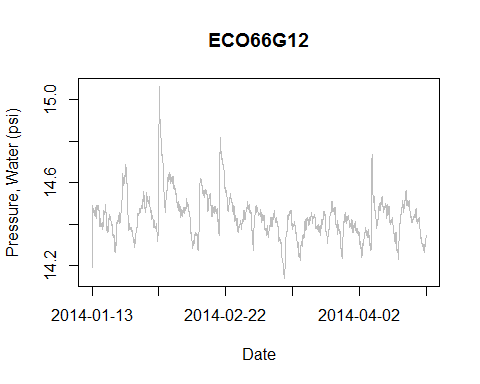 ECO66G12
Pressure, Water (psi)
15.0
14.6
14.2
2014-01-13
2014-02-22
2014-04-02
Date